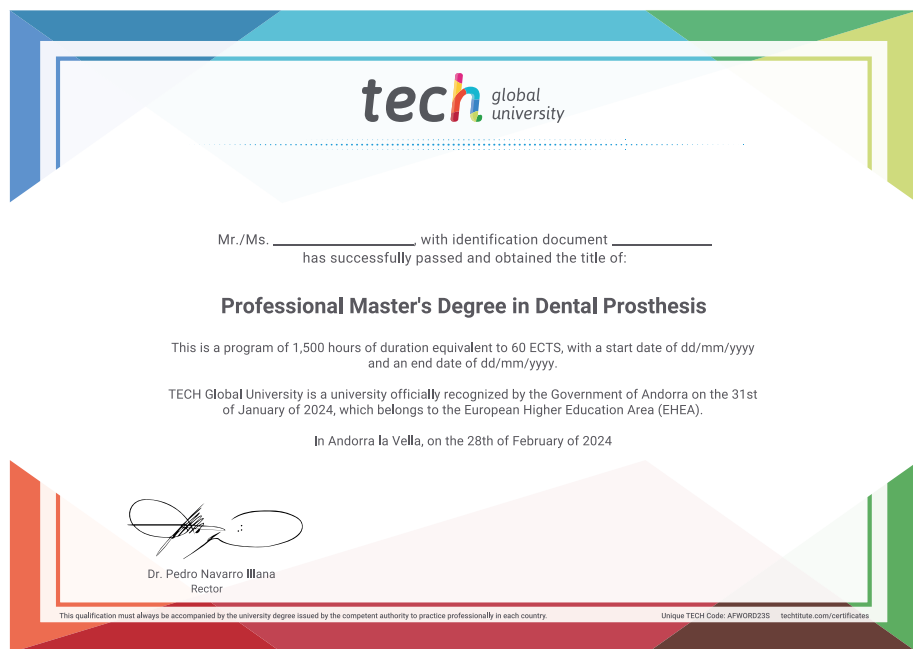 tech global
university
Mr./Ms. ____________________, with identification document ______________
has successfully passed and obtained the title of:
Professional Master's Degree in Dental Prosthesis
This is a program of 1,500 hours of duration equivalent to 60 ECTS, with a start date of dd/mm/yyyy
and an end date of dd/mm/yyyy.
TECH Global University is a university officially recognized by the Government of Andorra on the 31st
of January of 2024, which belongs to the European Higher Education Area (EHEA).
In Andorra la Vella, on the 28th of February of 2024
Dr. Pedro Navarro Illana
Rector
This qualification must always be accompanied by the university degree issued by the competent authority to practice professionally in each country. Unique TECH Code: AFWORD23S techtitute.com/certificates